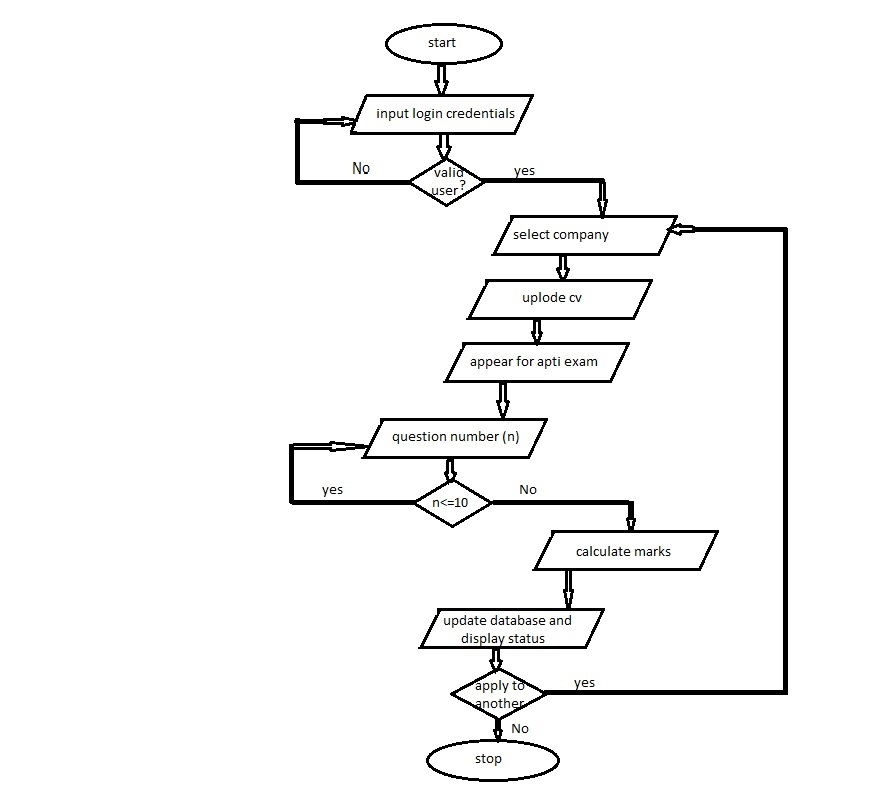 start
input login credentials
No
valid
user?
yes
select company
uplode cv
appear for apti exam
question number (n)
yes
n<=10
No
calculate marks
update database and
display status
apply to
another
yes
No
stop